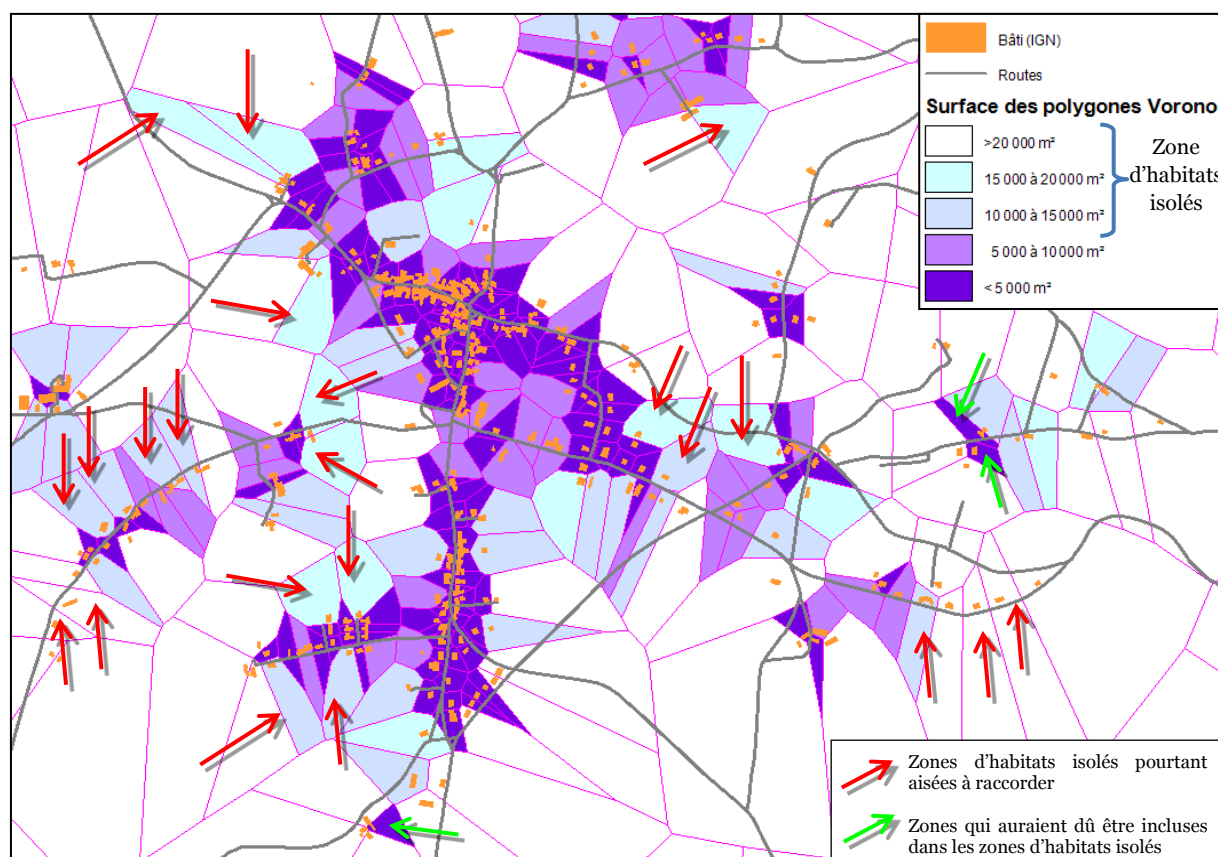 Bâti (IGN)
Routes
Surface des polygones Vorono
>20 000 m²
15 000 à 20 000 m²
10 000 à 15 000 m²
5 000 à 10 000 m²
< 5 000 m²
Zone
d'habitats
isolés
Zones d'habitats isolés pourtant
aisées à raccorder
Zones qui auraient dû être incluses
dans les zones d'habitats isolés